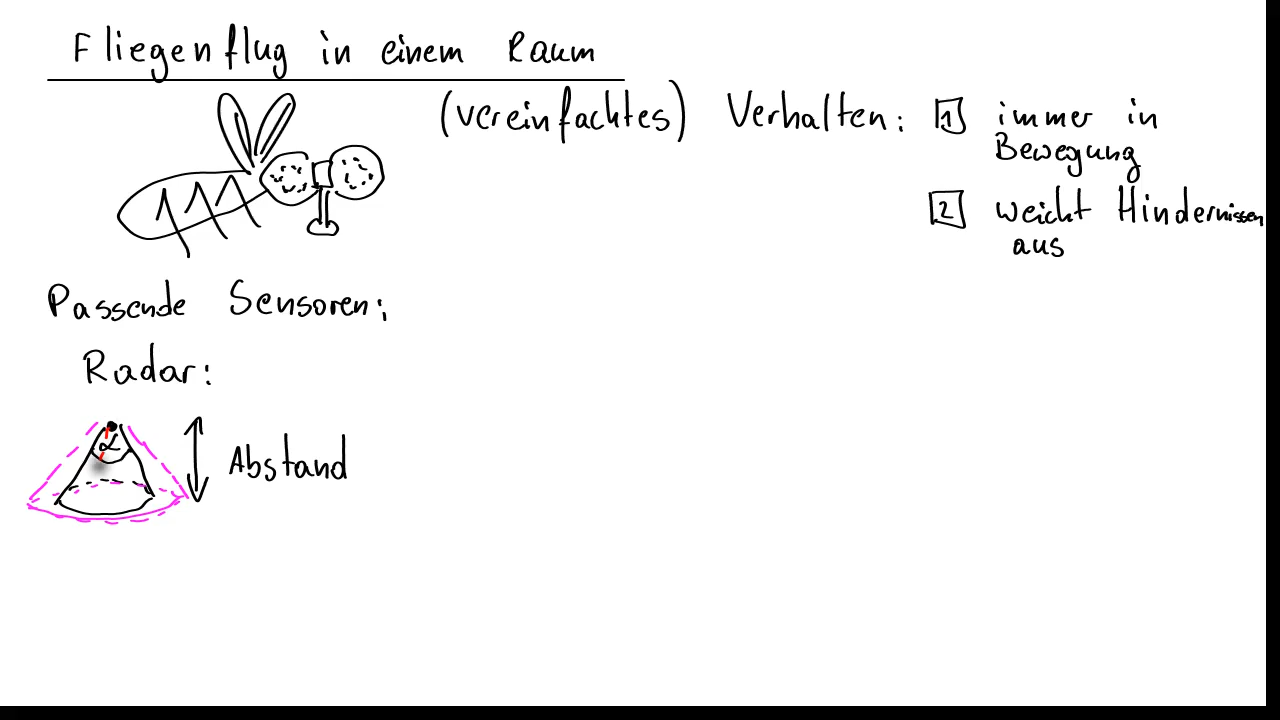 Fliegenflug in einem Raum
(vereinfachtes) Verhalten: 1 immer in
Bewegung
2 weicht Hindernissen
aus
Passende Sensoren:
Radar:
α
Abstand